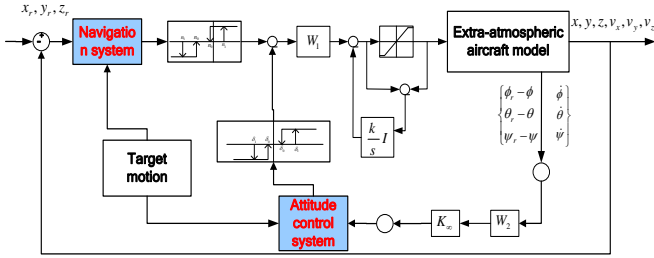 x_r, y_r, z_r
Navigatio
n system
W_1
Extra-atmospheric
aircraft model
x, y, z, v_x, v_y, v_z
k/s I
ϕ_r − ϕ ϕ̇
θ_r − θ θ̇
ψ_r − ψ ψ̇
Target
motion
Attitude
control
system
K_∞
W_2